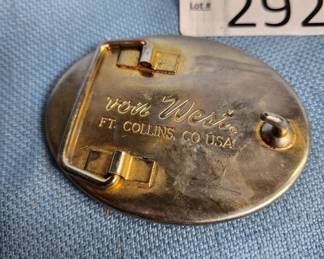 Lot #
292
von West
FT. COLLINS, CO USA